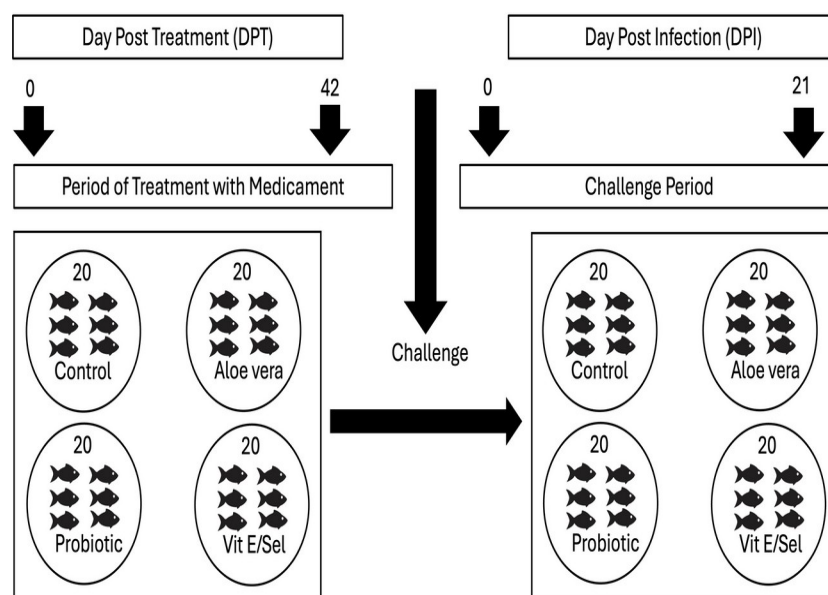 Day Post Treatment (DPT)
Day Post Infection (DPI)
0
42
0
21
Period of Treatment with Medicament
Challenge Period
20
20
Control
Aloe vera
20
20
Probiotic
Vit E/Sel
Challenge
20
20
Control
Aloe vera
20
20
Probiotic
Vit E/Sel